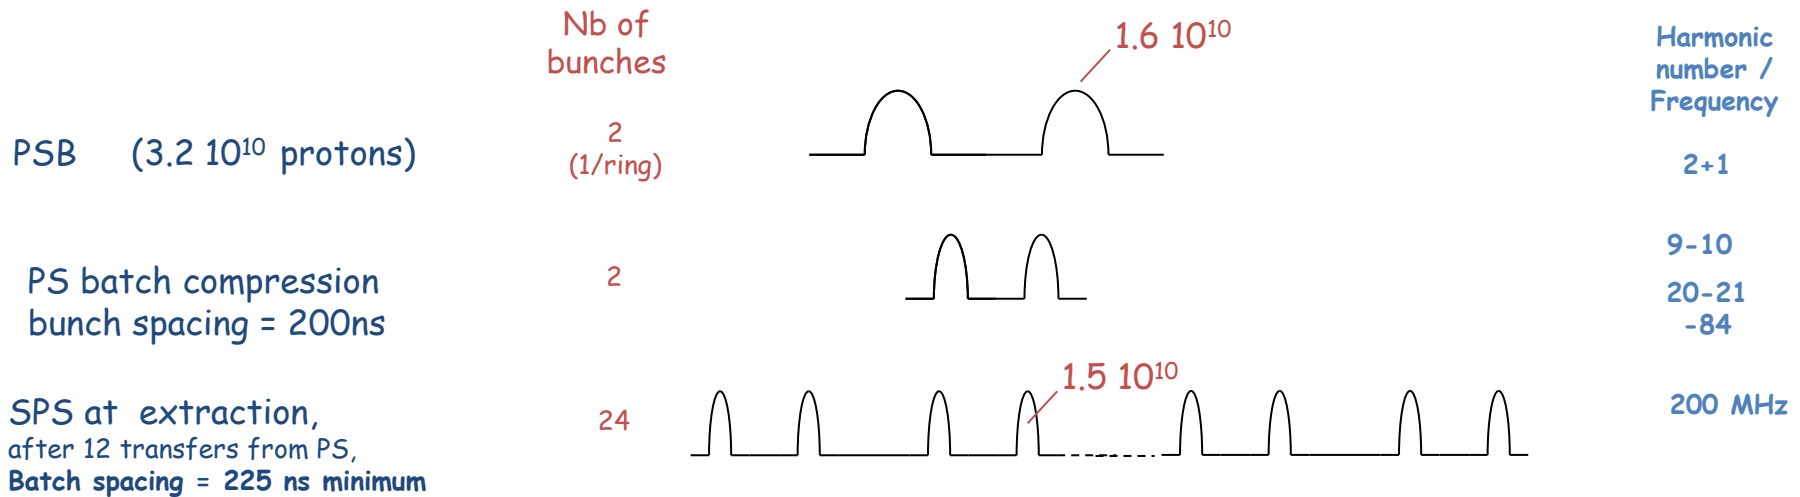 Nb of
bunches
1.6 10¹⁰
Harmonic
number /
Frequency
PSB (3.2 10¹⁰ protons)
2
(1/ring)
2+1
PS batch compression
bunch spacing = 200ns
2
9-10
20-21
-84
1.5 10¹⁰
SPS at extraction,
after 12 transfers from PS,
Batch spacing = 225 ns minimum
24
200 MHz